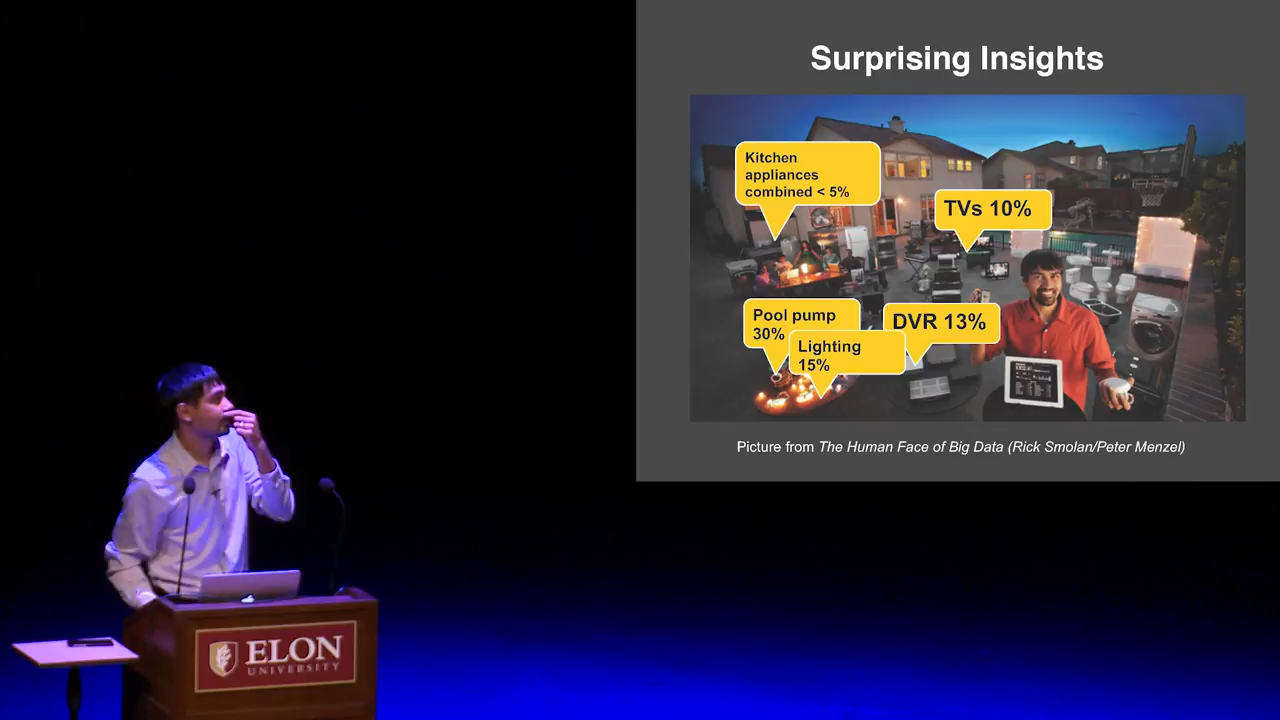 Surprising Insights
Kitchen
appliances
combined < 5%
TVs 10%
Pool pump
30%
DVR 13%
Lighting
15%
Picture from The Human Face of Big Data (Rick Smolan/Peter Menzel)
ELON
UNIVERSITY